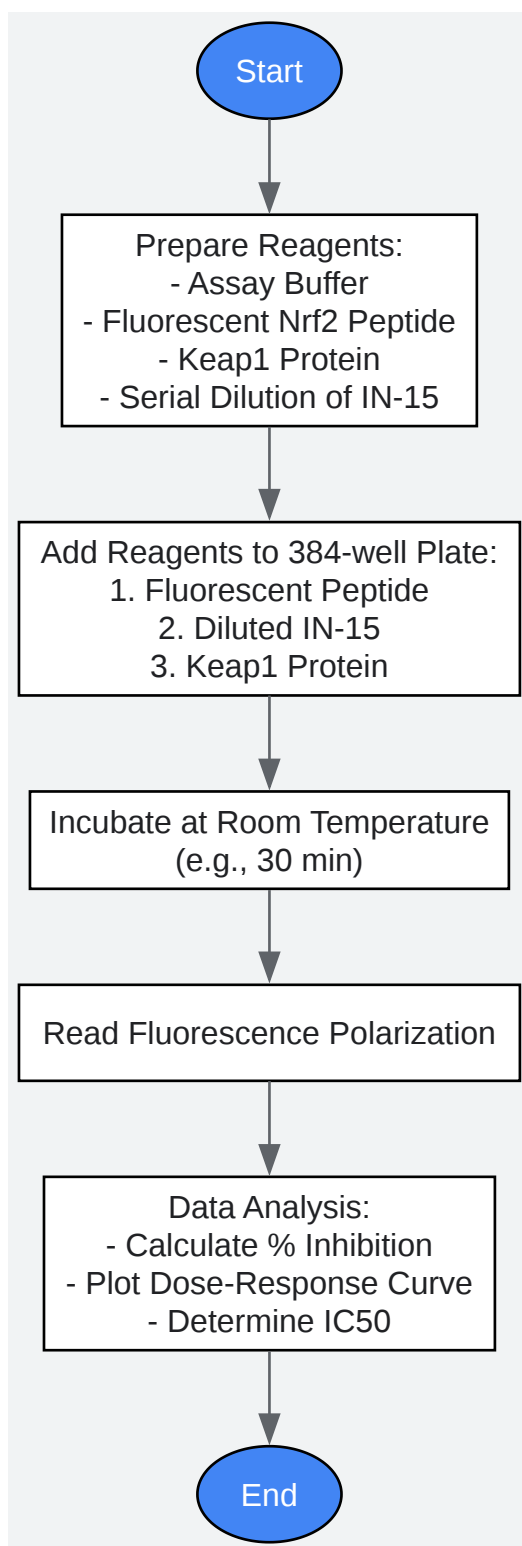 Start
Prepare Reagents:
- Assay Buffer
- Fluorescent Nrf2 Peptide
- Keap1 Protein
- Serial Dilution of IN-15
Add Reagents to 384-well Plate:
1. Fluorescent Peptide
2. Diluted IN-15
3. Keap1 Protein
Incubate at Room Temperature
(e.g., 30 min)
Read Fluorescence Polarization
Data Analysis:
- Calculate % Inhibition
- Plot Dose-Response Curve
- Determine IC50
End